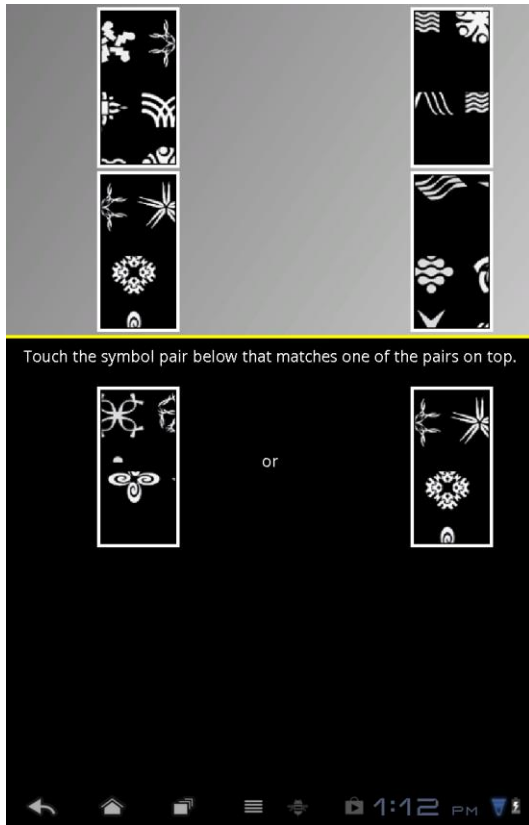 Touch the symbol pair below that matches one of the pairs on top.
or
1:12 PM